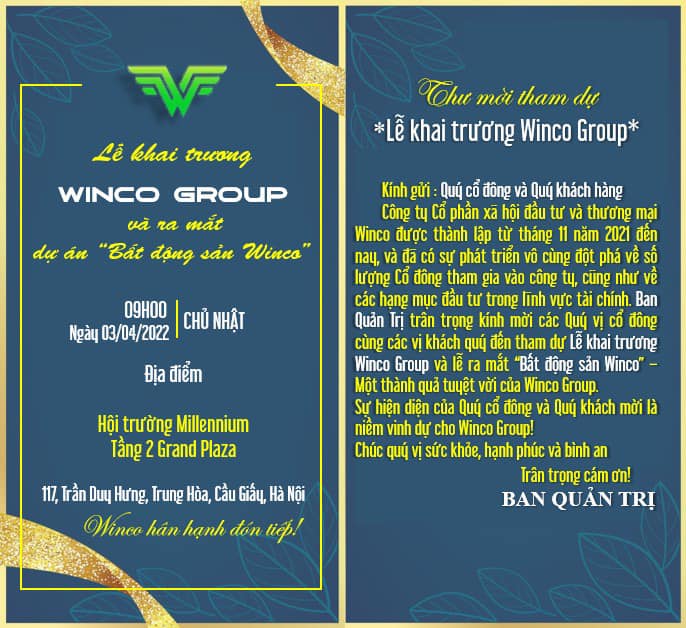 Lễ khai trương
WINCO GROUP
và ra mắt
dự án “Bất động sản Winco”
09H00
Ngày 03/04/2022
CHỦ NHẬT
Địa điểm
Hội trường Millennium
Tầng 2 Grand Plaza
117, Trần Duy Hưng, Trung Hòa, Cầu Giấy, Hà Nội
Winco hân hạnh đón tiếp!
Thư mời tham dự
*Lễ khai trương Winco Group*
Kính gửi : Quý cổ đông và Quý khách hàng
Công ty Cổ phần xã hội đầu tư và thương mại
Winco được thành lập từ tháng 11 năm 2021 đến
nay, và đã có sự phát triển vô cùng đột phá về số
lượng Cổ đông tham gia vào công ty, cũng như về
các hạng mục đầu tư trong lĩnh vực tài chính. Ban
Quản Trị trân trọng kính mời các Quý vị cổ đông
cùng các vị khách quý đến tham dự Lễ khai trương
Winco Group và lễ ra mắt “Bất động sản Winco” –
Một thành quả tuyệt vời của Winco Group.
Sự hiện diện của Quý cổ đông và Quý khách mời là
niềm vinh dự cho Winco Group!
Chúc quý vị sức khỏe, hạnh phúc và bình an
Trân trọng cám ơn!
BAN QUẢN TRỊ